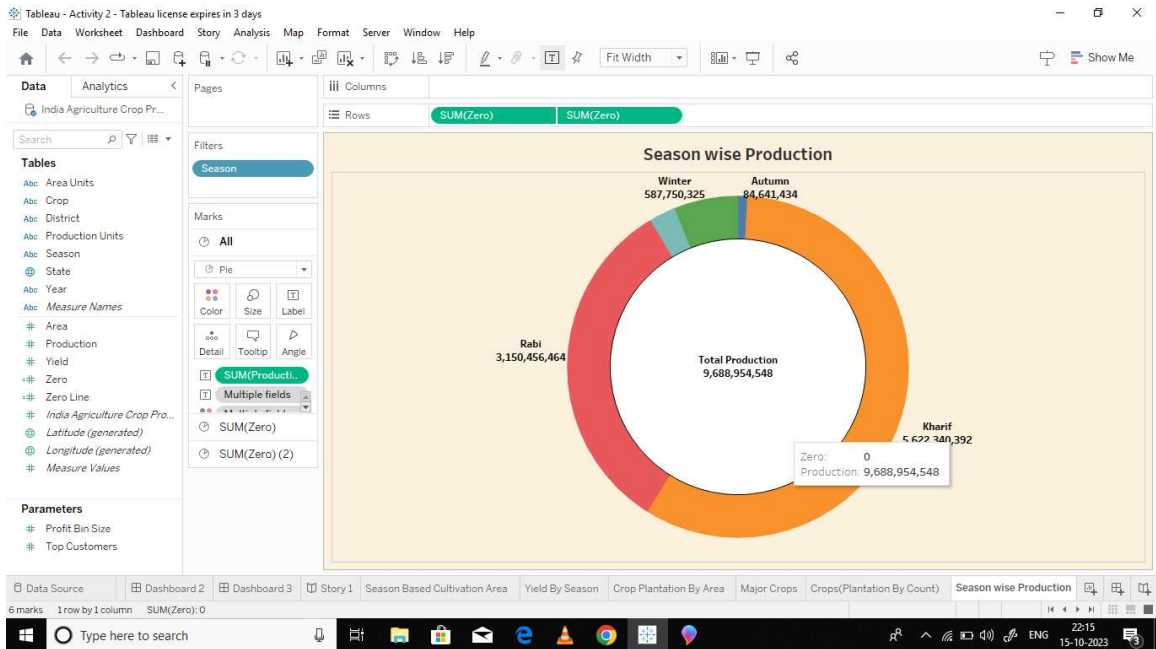 Tableau - Activity 2 - Tableau license expires in 3 days
File Data Worksheet Dashboard Story Analysis Map Format Server Window Help
Fit Width
Show Me
Data Analytics
India Agriculture Crop Pr...
Search
Tables
Abc Area Units
Abc Crop
Abc District
Abc Production Units
Abc Season
State
Abc Year
Abc Measure Names
# Area
# Production
# Yield
=# Zero
=# Zero Line
# India Agriculture Crop Pro...
Latitude (generated)
Longitude (generated)
# Measure Values
Parameters
# Profit Bin Size
# Top Customers
Pages
Filters
Season
Marks
All
Pie
Color Size Label
Detail Tooltip Angle
SUM(Producti..
Multiple fields
SUM(Zero)
SUM(Zero) (2)
Columns
Rows SUM(Zero) SUM(Zero)
Season wise Production
Winter
587,750,325
Autumn
84,641,434
Rabi
3,150,456,464
Total Production
9,688,954,548
Kharif
5,622,340,392
Zero: 0
Production: 9,688,954,548
Data Source Dashboard 2 Dashboard 3 Story 1 Season Based Cultivation Area Yield By Season Crop Plantation By Area Major Crops Crops(Plantation By Count) Season wise Production
6 marks 1 row by 1 column SUM(Zero): 0
Type here to search
ENG
22:15
15-10-2023
3